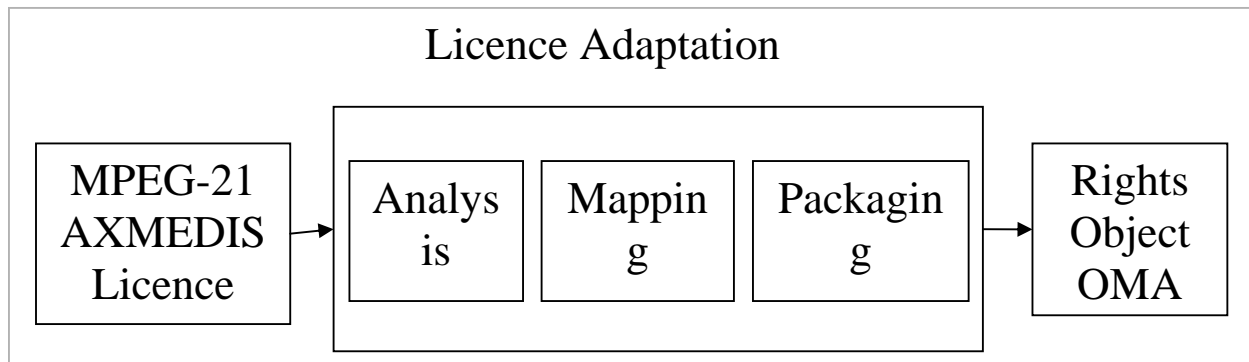 Licence Adaptation
MPEG-21
AXMEDIS
Licence
Analys
is
Mappin
g
Packagin
g
Rights
Object
OMA